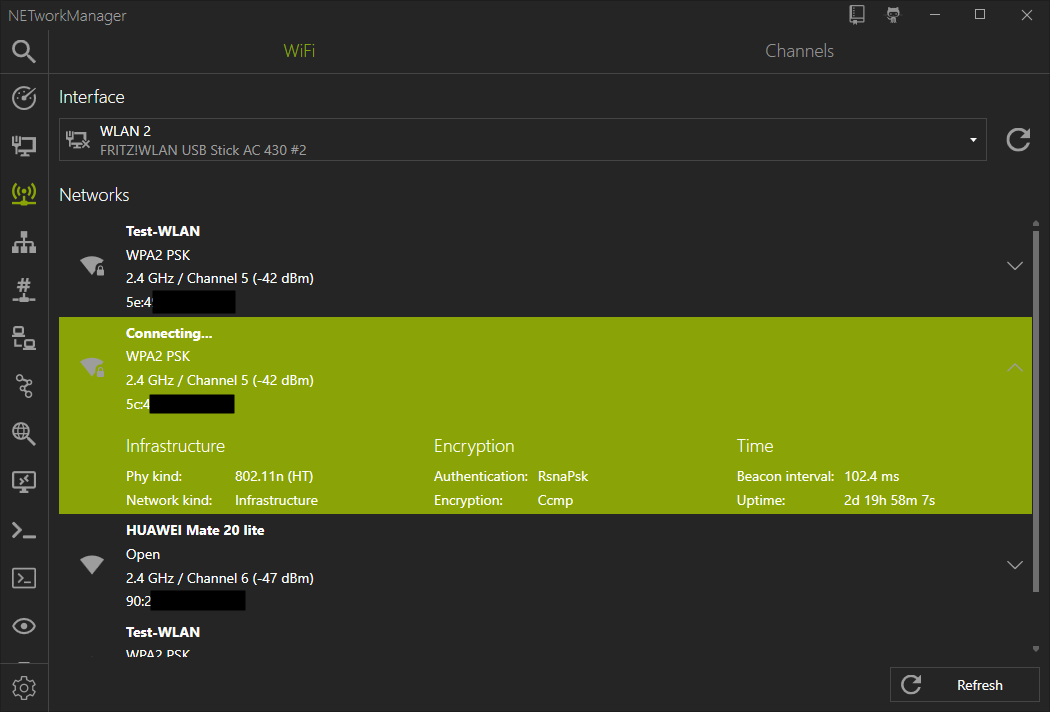 NETworkManager
WiFi
Channels
Interface
WLAN 2
FRITZ!WLAN USB Stick AC 430 #2
Networks
Test-WLAN
WPA2 PSK
2.4 GHz / Channel 5 (-42 dBm)
5e:4
Connecting...
WPA2 PSK
2.4 GHz / Channel 5 (-42 dBm)
5c:4
Infrastructure Encryption Time
Phy kind: 802.11n (HT) Authentication: RsnaPsk Beacon interval: 102.4 ms
Network kind: Infrastructure Encryption: Ccmp Uptime: 2d 19h 58m 7s
HUAWEI Mate 20 lite
Open
2.4 GHz / Channel 6 (-47 dBm)
90:2
Test-WLAN
WPA2 PSK
Refresh